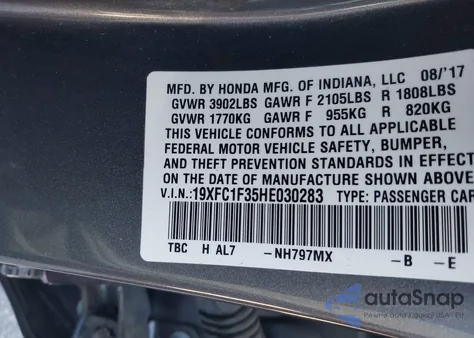 MFD. BY HONDA MFG. OF INDIANA, LLC 08/'17
GVWR 3902LBS GAWR F 2105LBS R 1808LBS
GVWR 1770KG GAWR F 955KG R 820KG
THIS VEHICLE CONFORMS TO ALL APPLICABLE
FEDERAL MOTOR VEHICLE SAFETY, BUMPER,
AND THEFT PREVENTION STANDARDS IN EFFECT
ON THE DATE OF MANUFACTURE SHOWN ABOVE.
V.I.N.:19XFC1F35HE030283 TYPE: PASSENGER CAR
TBC H AL7 -NH797MX -B -E
autoSnap